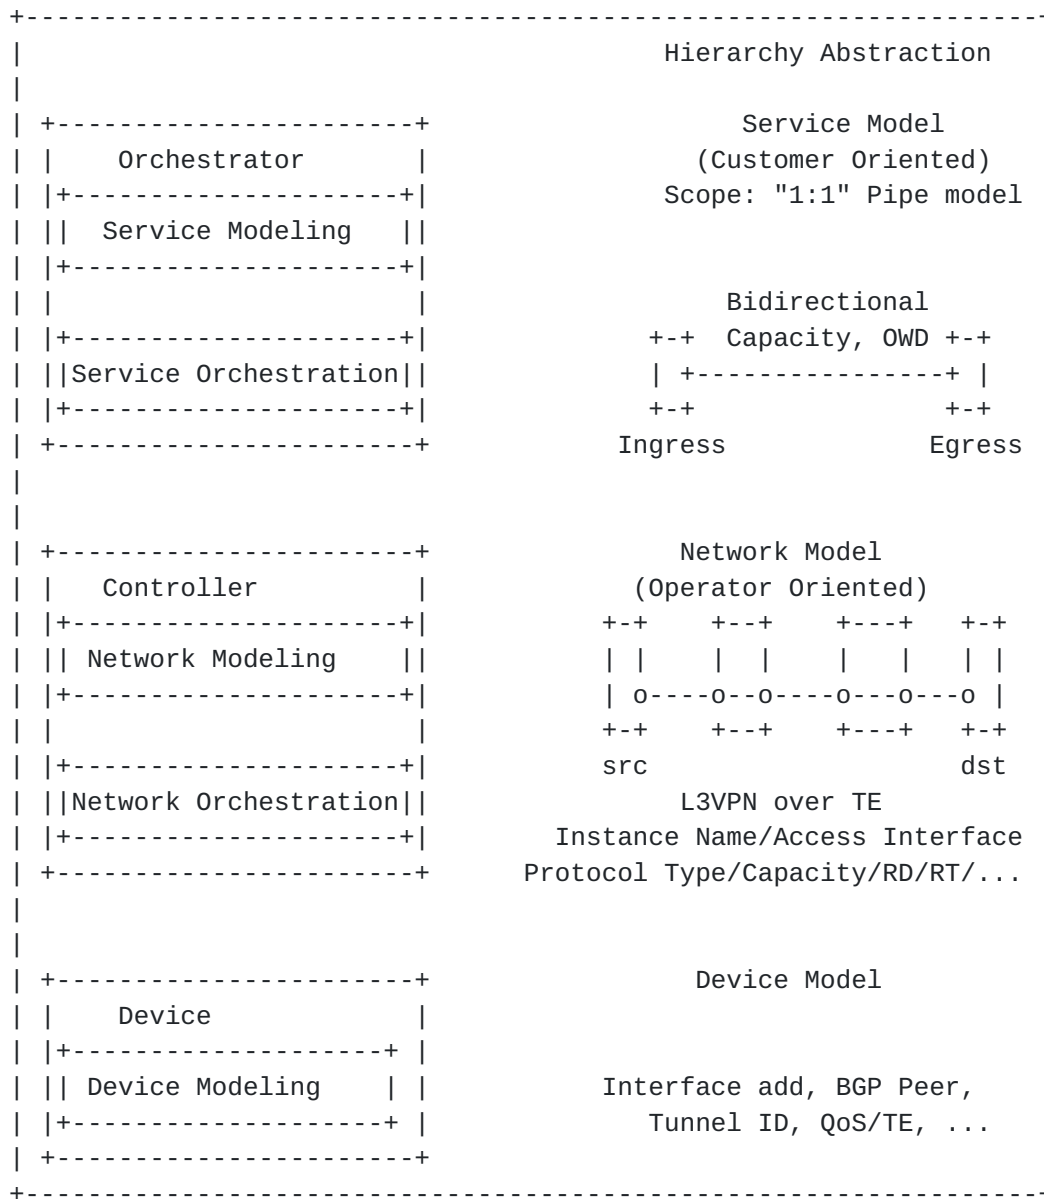 +------------------------------------------------------------------
|                                         Hierarchy Abstraction
|
| +-----------------------+                    Service Model
| |    Orchestrator       |                 (Customer Oriented)
| |+---------------------+|               Scope: "1:1" Pipe model
| ||  Service Modeling   ||
| |+---------------------+|
| |                       |                   Bidirectional
| |+---------------------+|              +-+  Capacity, OWD +-+
| ||Service Orchestration||              | +----------------+ |
| |+---------------------+|              +-+                +-+
| +-----------------------+            Ingress             Egress
|
|
| +-----------------------+                Network Model
| |   Controller          |             (Operator Oriented)
| |+---------------------+|           +-+    +--+    +---+   +-+
| || Network Modeling    ||           | |    |  |    |   |   | |
| |+---------------------+|           | o----o--o----o---o---o |
| |                       |           +-+    +--+    +---+   +-+
| |+---------------------+|           src                    dst
| ||Network Orchestration||                L3VPN over TE
| |+---------------------+|        Instance Name/Access Interface
| +-----------------------+      Protocol Type/Capacity/RD/RT/...
|
|
| +-----------------------+                 Device Model
| |    Device             |
| |+--------------------+ |
| || Device Modeling    | |           Interface add, BGP Peer,
| |+--------------------+ |              Tunnel ID, QoS/TE, ...
| +-----------------------+
+------------------------------------------------------------------